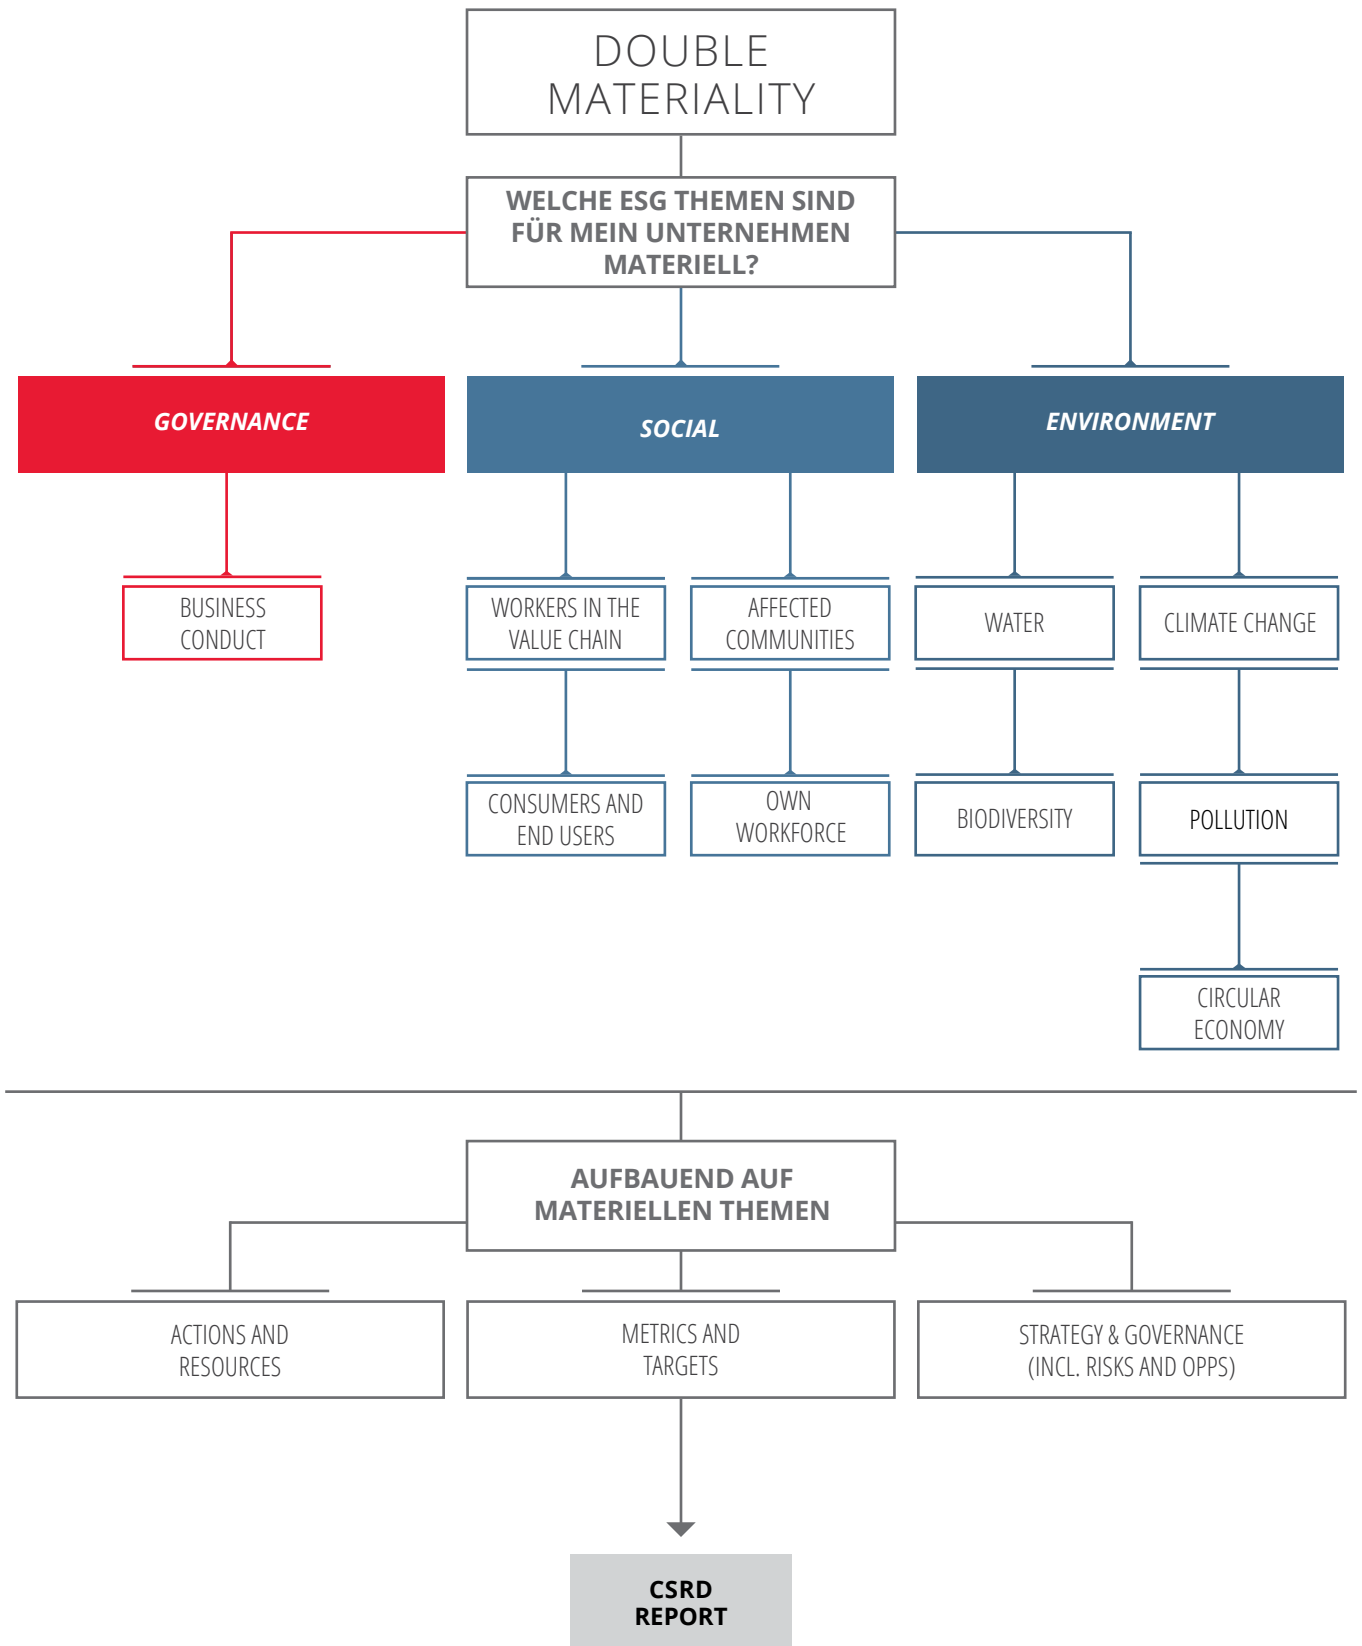 DOUBLE
MATERIALITY
WELCHE ESG THEMEN SIND
FÜR MEIN UNTERNEHMEN
MATERIELL?
GOVERNANCE
SOCIAL
ENVIRONMENT
BUSINESS
CONDUCT
WORKERS IN THE
VALUE CHAIN
AFFECTED
COMMUNITIES
WATER
CLIMATE CHANGE
CONSUMERS AND
END USERS
OWN
WORKFORCE
BIODIVERSITY
POLLUTION
CIRCULAR
ECONOMY
AUFBAUEND AUF
MATERIELLEN THEMEN
ACTIONS AND
RESOURCES
METRICS AND
TARGETS
STRATEGY & GOVERNANCE
(INCL. RISKS AND OPPS)
CSRD
REPORT